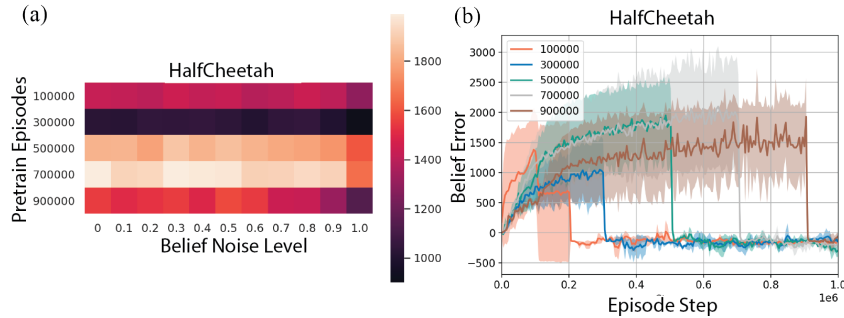 (a)
HalfCheetah
Pretrain Episodes
100000
300000
500000
700000
900000
0 0.1 0.2 0.3 0.4 0.5 0.6 0.7 0.8 0.9 1.0
Belief Noise Level
1800
1600
1400
1200
1000
(b)
HalfCheetah
Belief Error
3000
2500
2000
1500
1000
500
0
−500
100000
300000
500000
700000
900000
0.0 0.2 0.4 0.6 0.8 1.0
1e6
Episode Step